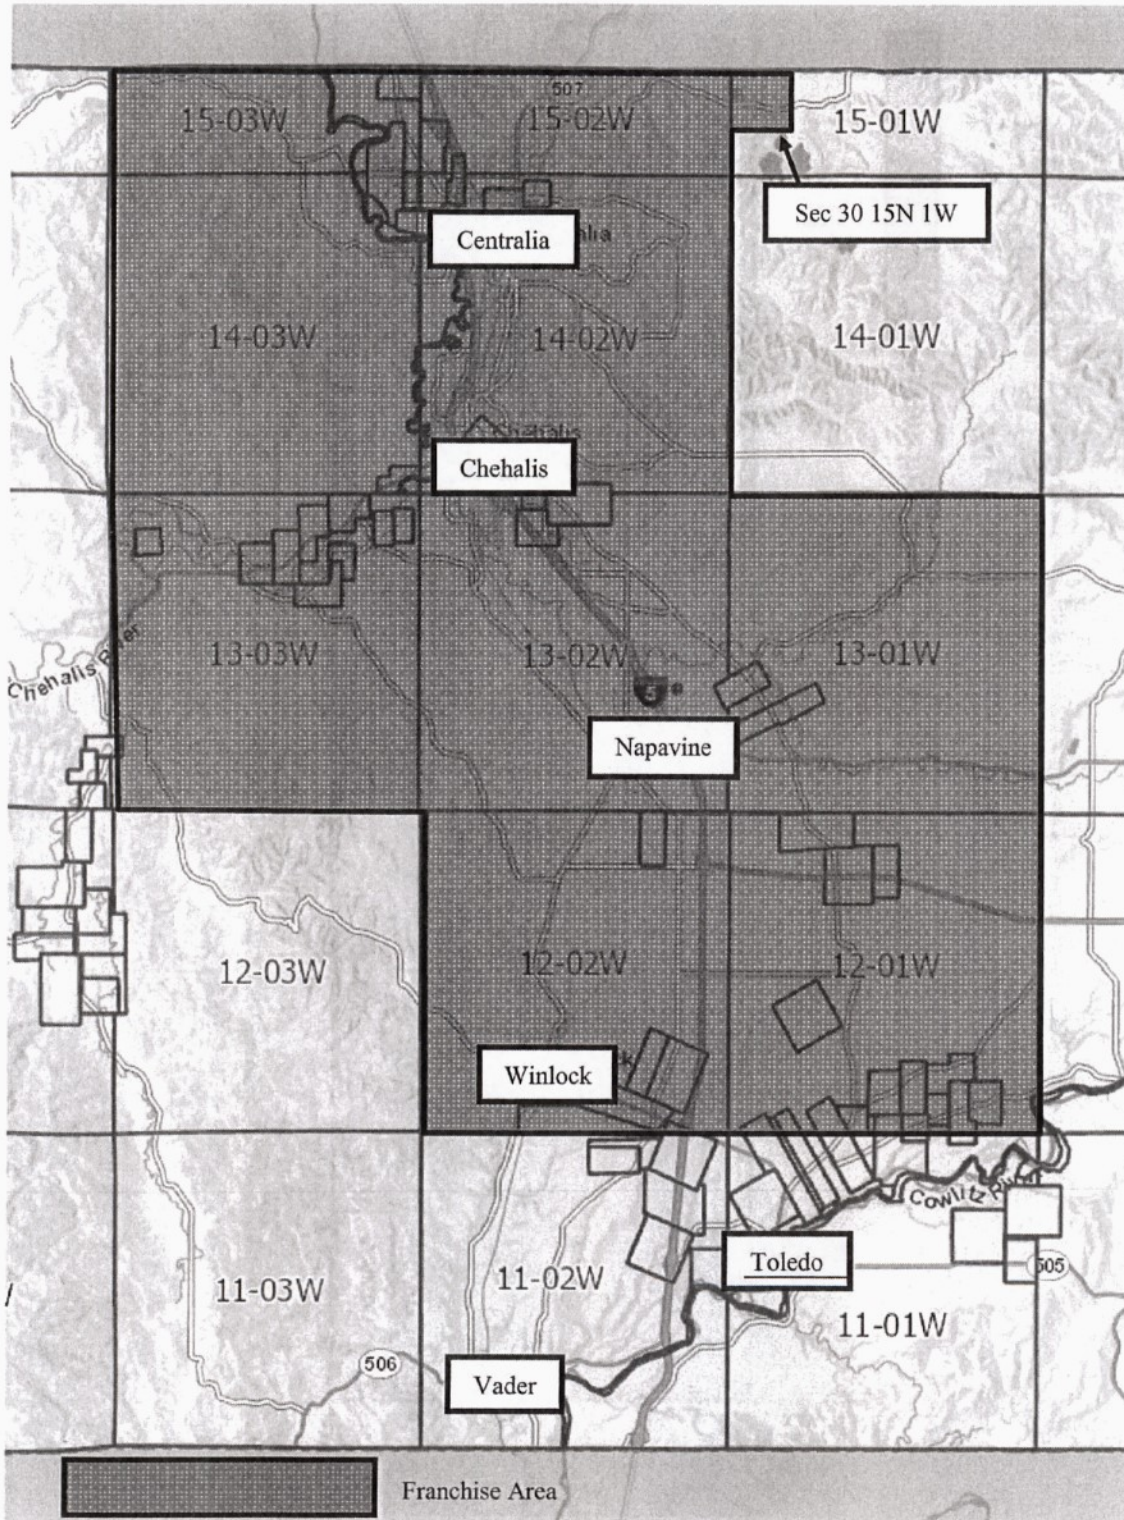 507
15-03W
15-02W
15-01W
Sec 30 15N 1W
Centralia
14-03W
14-02W
14-01W
Chehalis
Chehalis
13-03W
13-02W
13-01W
Chehalis River
5
Napavine
12-03W
12-02W
12-01W
Winlock
Cowlitz River
Toledo
505
11-03W
11-02W
11-01W
506
Vader
Franchise Area